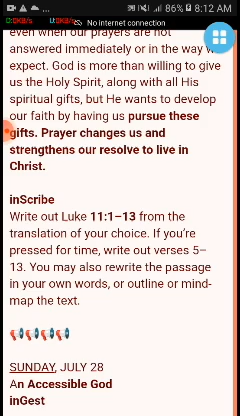 D:0KB/s U:0KB/s ... 86% 8:12 AM
No internet connection
even when our prayers are not
answered immediately or in the way w
expect. God is more than willing to give
us the Holy Spirit, along with all His
spiritual gifts, but He wants to develop
our faith by having us pursue these
gifts. Prayer changes us and
strengthens our resolve to live in
Christ.
inScribe
Write out Luke 11:1–13 from the
translation of your choice. If you're
pressed for time, write out verses 5–
13. You may also rewrite the passage
in your own words, or outline or mind-
map the text.
SUNDAY, JULY 28
An Accessible God
inGest